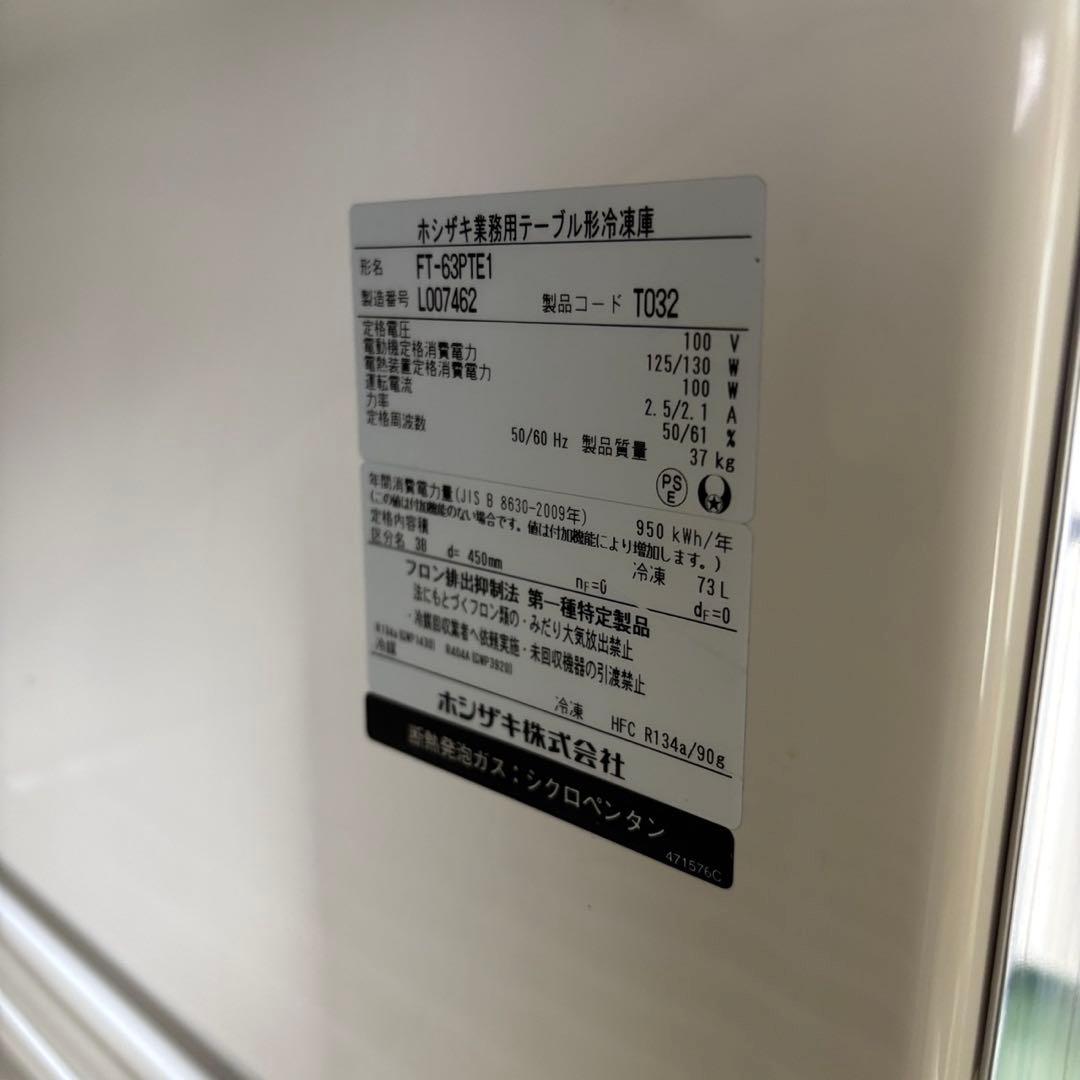 ホシザキ業務用テーブル形冷凍庫
形名 FT-63PTE1
製造番号 L007462 製品コード T032
定格電圧 100 V
電動機定格消費電力 125/130 W
電熱装置定格消費電力 100 W
運転電流 2.5/2.1 A
力率 50/61 %
定格周波数 50/60 Hz 製品質量 37 kg
PS
E
年間消費電力量(JIS B 8630-2009年) 950 kWh/年
(この値は付加機能のない場合です。値は付加機能により増加します。)
定格内容積 冷凍 73 L
区分名 3B d= 450mm nF=0 dF=0
フロン排出抑制法 第一種特定製品
法にもとづくフロン類の・みだり大気放出禁止
・冷媒回収業者へ依頼実施・未回収機器の引渡禁止
R134a(GWP1430) R404A(GWP3920)
冷媒 冷凍 HFC R134a/90g
ホシザキ株式会社
断熱発泡ガス:シクロペンタン
471576C